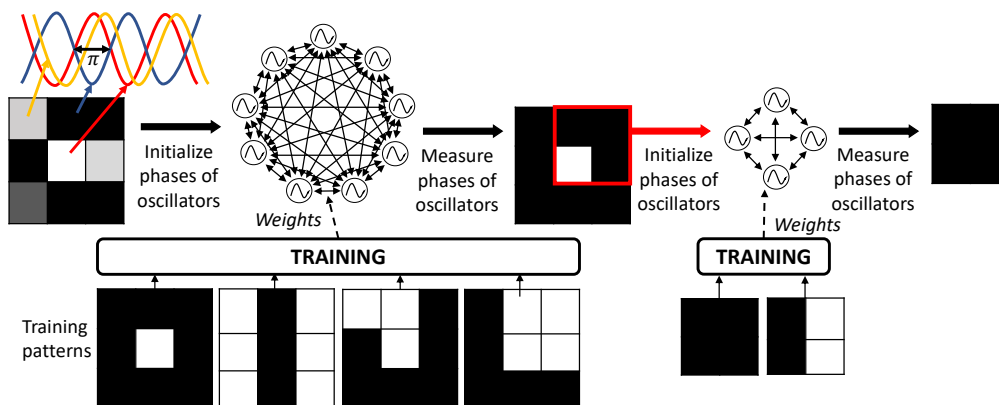 π
Initialize
phases of
oscillators
Measure
phases of
oscillators
Initialize
phases of
oscillators
Measure
phases of
oscillators
Weights
Weights
TRAINING
TRAINING
Training
patterns